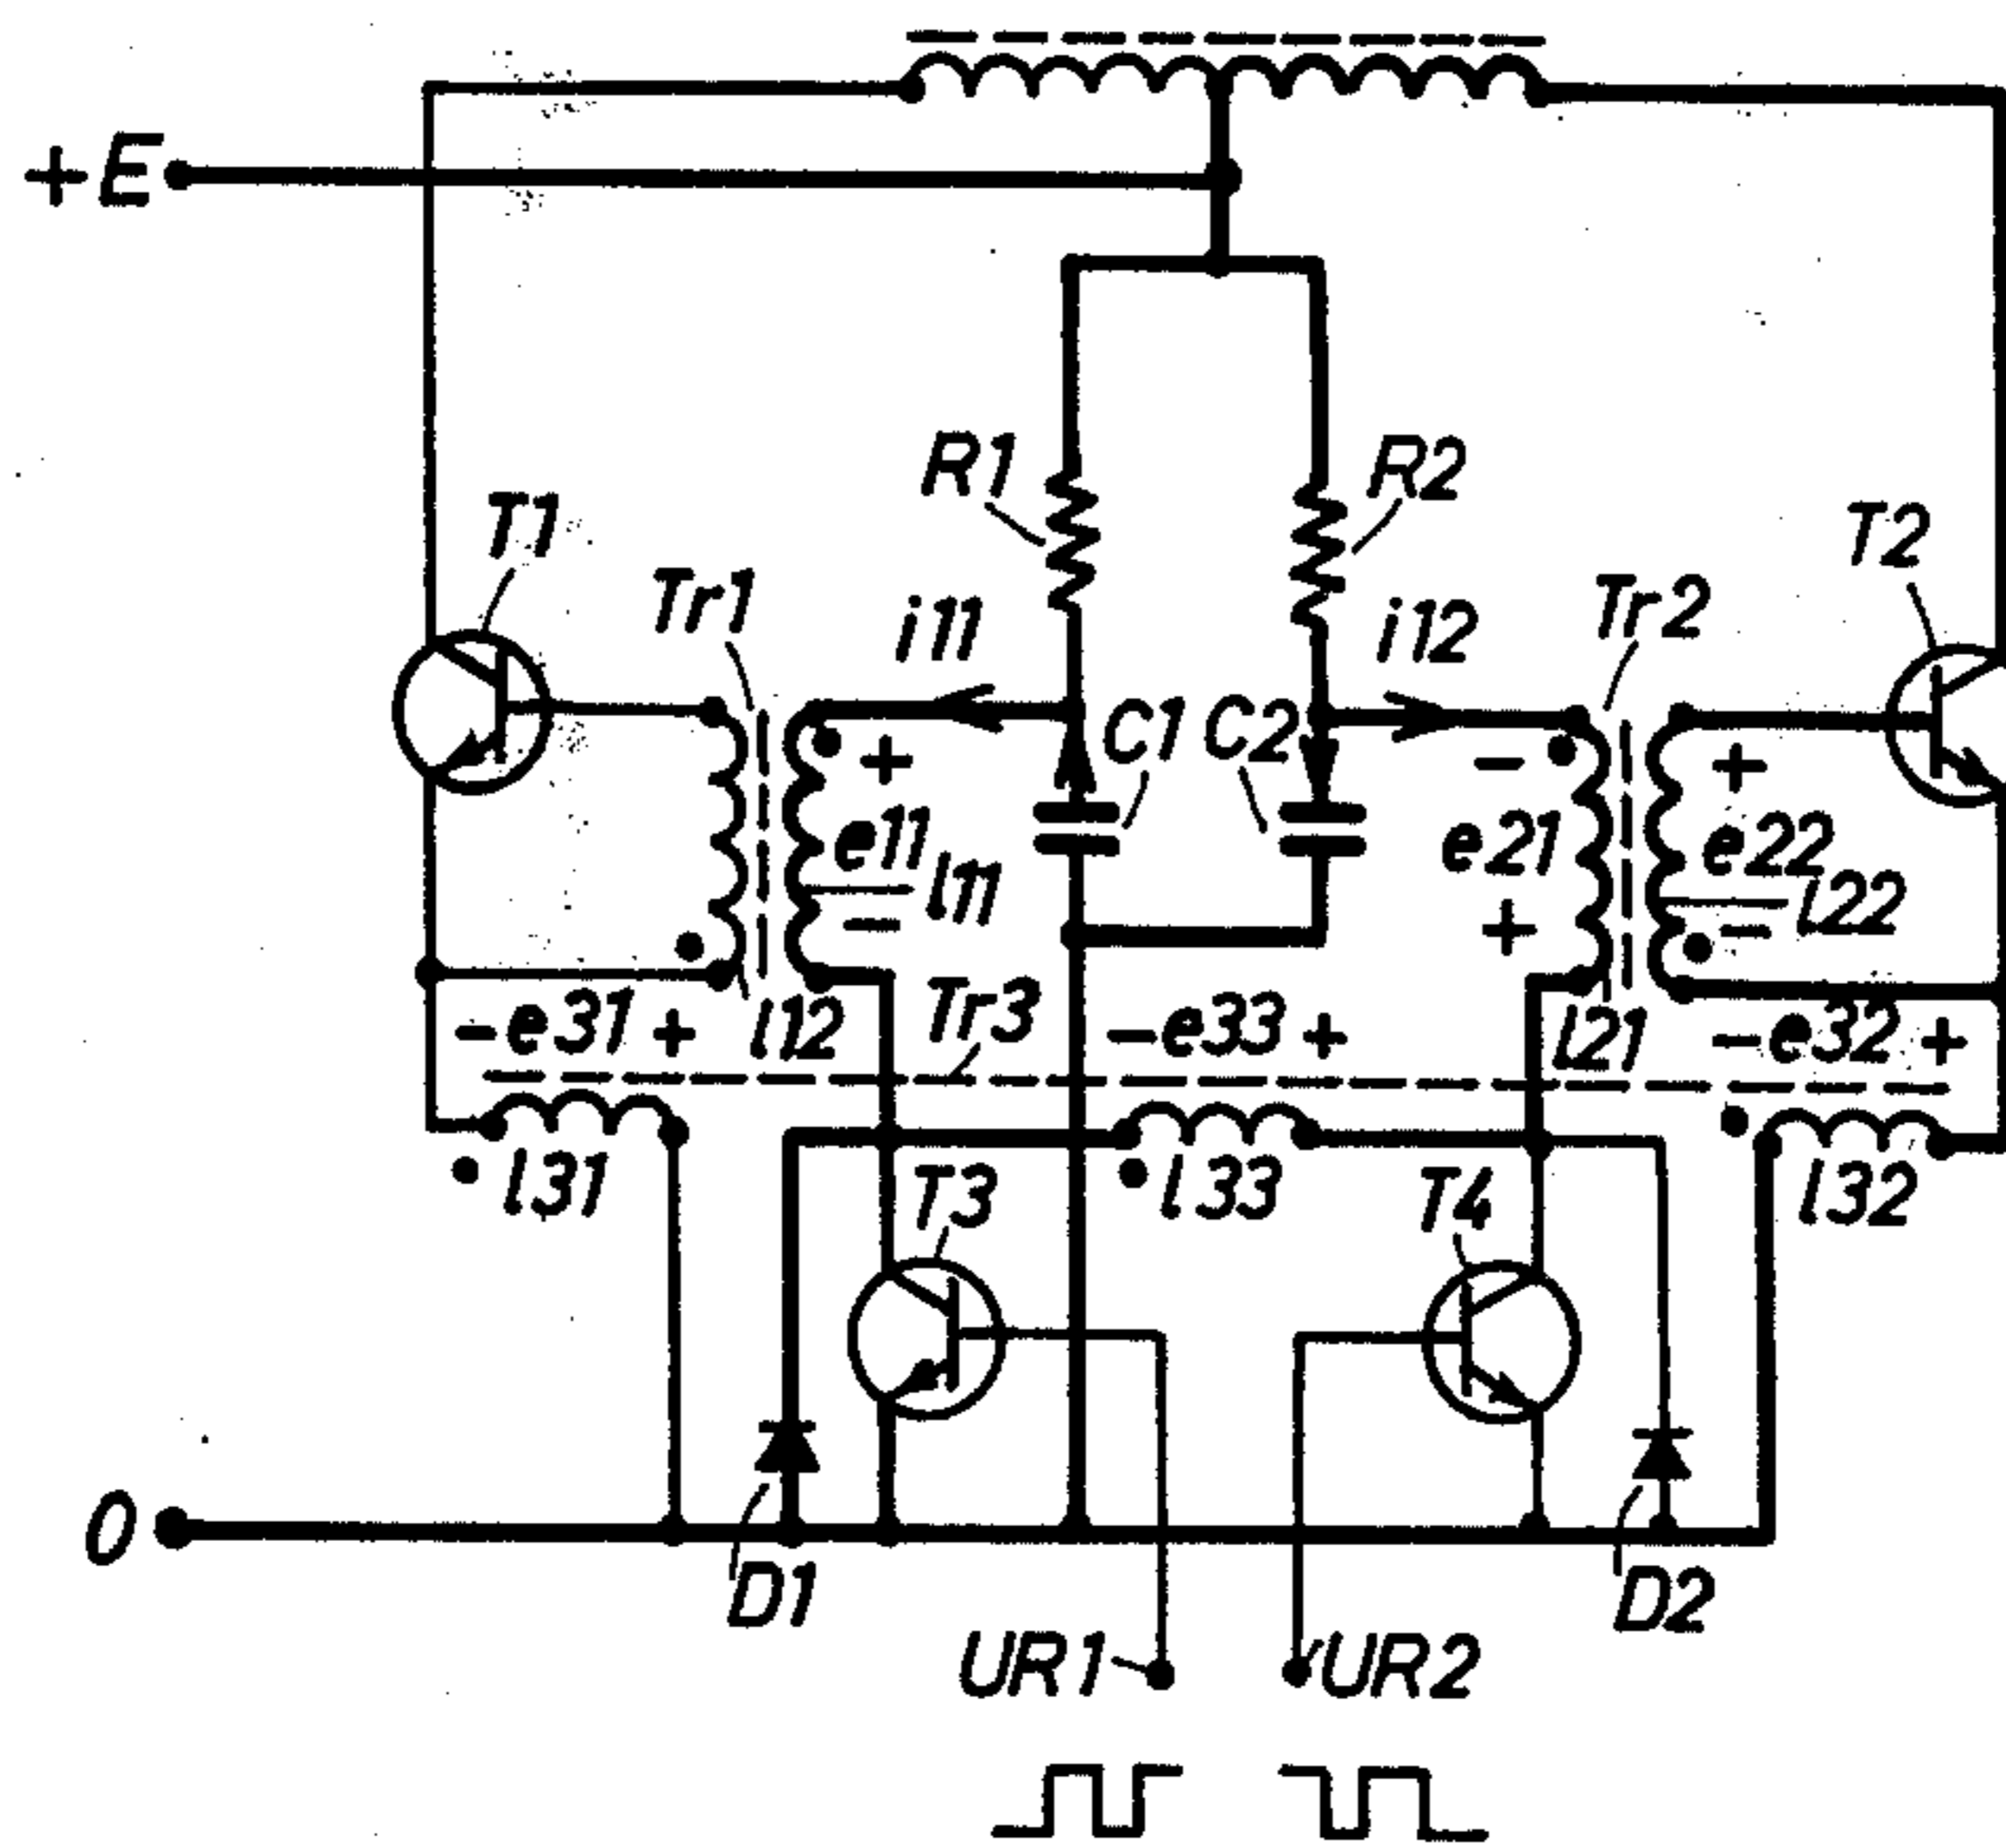 +E
R1
R2
T1
T2
Tr1
i11
i12
Tr2
C1
C2
+
-
+
e11
e21
e22
l11
l22
-
+
-
-e31+
l12
Tr3
-e33+
l21
-e32+
l31
T3
l33
T4
l32
0
D1
D2
UR1
UR2